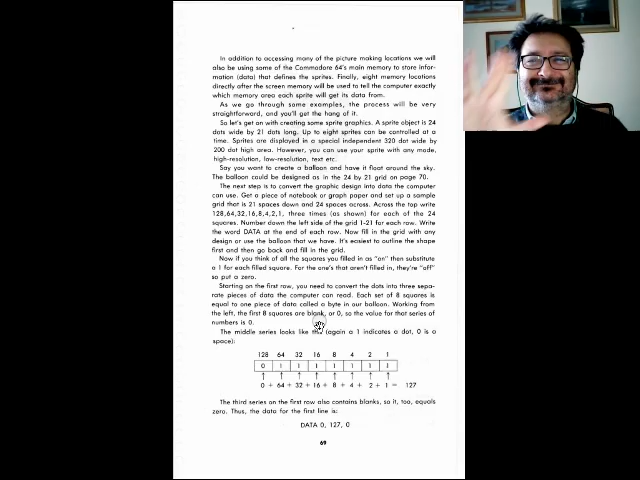 In addition to accessing many of the picture making locations we will
also be using some of the Commodore 64's main memory to store infor-
mation (data) that defines the sprites. Finally, eight memory locations
directly after the screen memory will be used to tell the computer exactly
which memory area each sprite will get its data from.
As we go through some examples, the process will be very
straightforward, and you'll get the hang of it.
So let's get on with creating some sprite graphics. A sprite object is 24
dots wide by 21 dots long. Up to eight sprites can be controlled at a
time. Sprites are displayed in a special independent 320 dot wide by
200 dot high area. However, you can use your sprite with any mode,
high-resolution, low-resolution, text etc.
Say you want to create a balloon and have it float around the sky.
The balloon could be designed as in the 24 by 21 grid on page 70.
The next step is to convert the graphic design into data the computer
can use. Get a piece of notebook or graph paper and set up a sample
grid that is 21 spaces down and 24 spaces across. Across the top write
128,64,32,16,8,4,2,1, three times (as shown) for each of the 24
squares. Number down the left side of the grid 1-21 for each row. Write
the word DATA at the end of each row. Now fill in the grid with any
design or use the balloon that we have. It's easiest to outline the shape
first and then go back and fill in the grid.
Now if you think of all the squares you filled in as "on" then substitute
a 1 for each filled square. For the one's that aren't filled in, they're "off"
so put a zero.
Starting on the first row, you need to convert the dots into three sepa-
rate pieces of data the computer can read. Each set of 8 squares is
equal to one piece of data called a byte in our balloon. Working from
the left, the first 8 squares are blank, or 0, so the value for that series of
numbers is 0.
The middle series looks like (again a 1 indicates a dot, 0 is a
space):
128 64 32 16 8 4 2 1
0 1 1 1 1 1 1 1
0 + 64 + 32 + 16 + 8 + 4 + 2 + 1 = 127
The third series on the first row also contains blanks, so it, too, equals
zero. Thus, the data for the first line is:
DATA 0, 127, 0
69